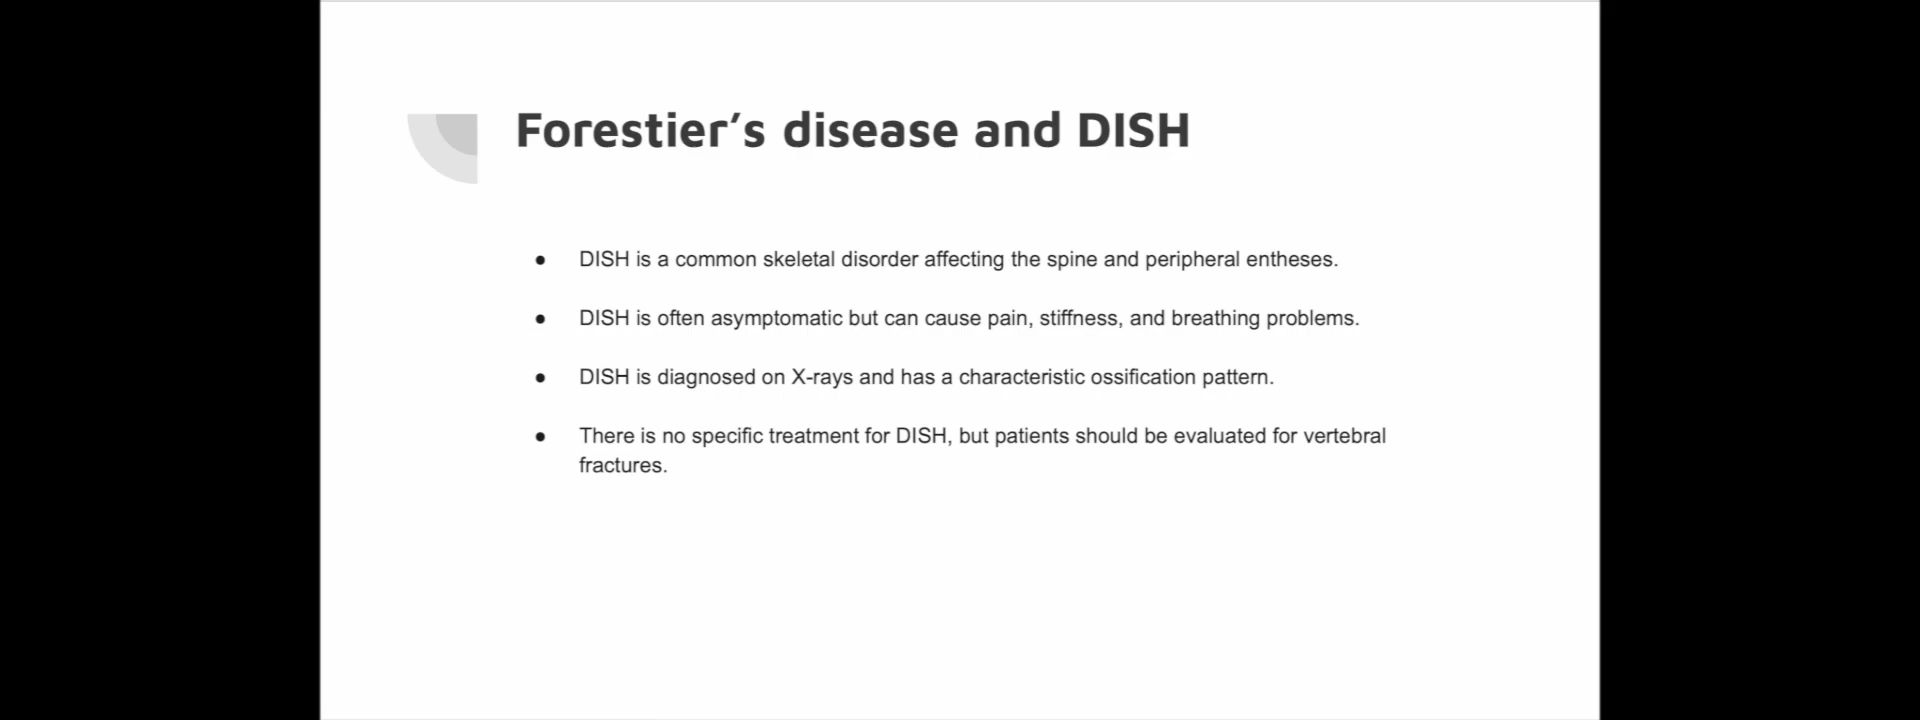 Forestier’s disease and DISH
● DISH is a common skeletal disorder affecting the spine and peripheral entheses.
● DISH is often asymptomatic but can cause pain, stiffness, and breathing problems.
● DISH is diagnosed on X-rays and has a characteristic ossification pattern.
● There is no specific treatment for DISH, but patients should be evaluated for vertebral
fractures.